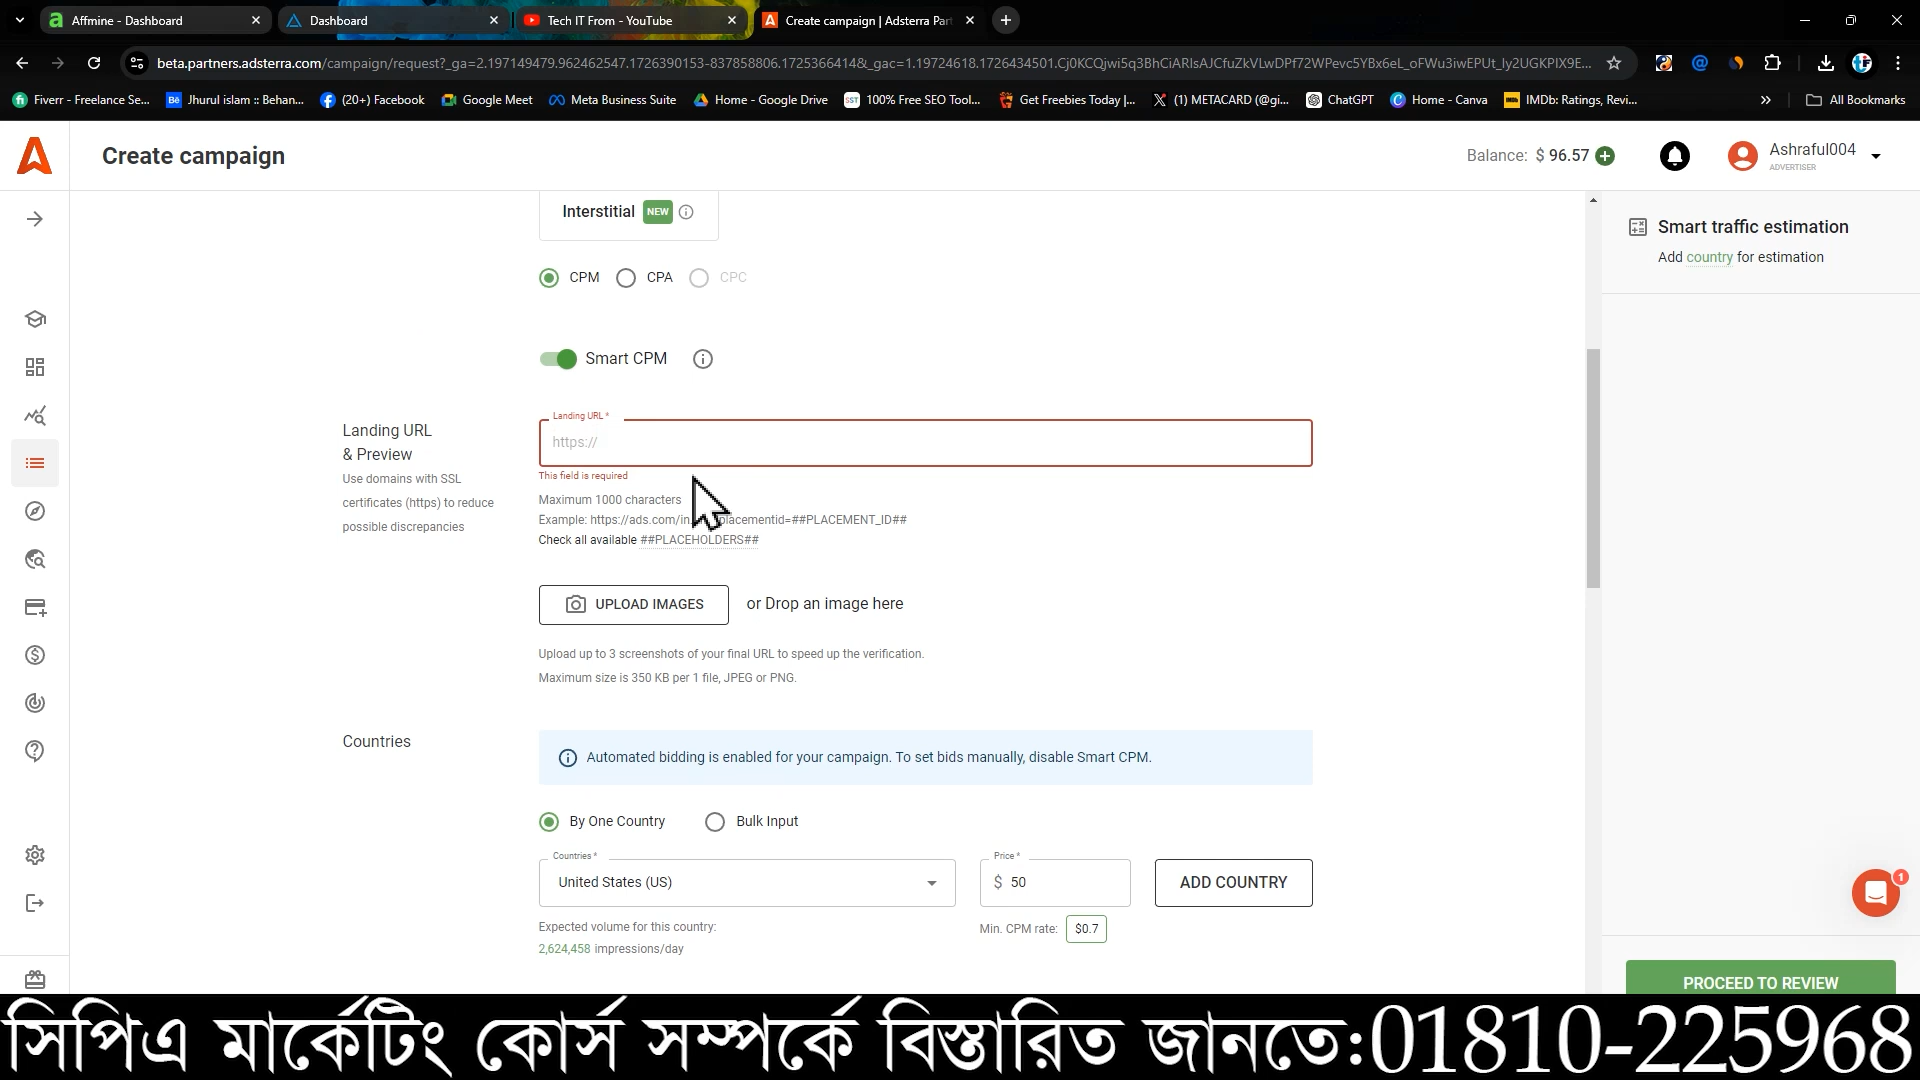 Affmine - Dashboard
Dashboard
Tech IT From - YouTube
Create campaign | Adsterra Part
beta.partners.adsterra.com/campaign/request?_ga=2.197149479.962462547.1726390153-837858806.1725366414&_gac=1.19724618.1726434501.Cj0KCQjwi5q3BhCiARIsAJCfuZkVLwDPf72WPevc5YBx6eL_oFWu3iwEPUt_Iy2UGKPIX9E...
Fiverr - Freelance Se...
Bē Jhurul islam :: Behan...
(20+) Facebook
Google Meet
Meta Business Suite
Home - Google Drive
SST 100% Free SEO Tool...
Get Freebies Today |...
(1) METACARD (@gi...
ChatGPT
Home - Canva
IMDb: Ratings, Revi...
All Bookmarks
Create campaign
Balance: $ 96.57
Ashraful004
ADVERTISER
Interstitial NEW
CPM CPA CPC
Smart CPM
Smart traffic estimation
Add country for estimation
Landing URL
& Preview
Use domains with SSL
certificates (https) to reduce
possible discrepancies
Landing URL *
https://
This field is required
Maximum 1000 characters
Example: https://ads.com/in placementid=##PLACEMENT_ID##
Check all available ##PLACEHOLDERS##
UPLOAD IMAGES or Drop an image here
Upload up to 3 screenshots of your final URL to speed up the verification.
Maximum size is 350 KB per 1 file, JPEG or PNG.
Countries
Automated bidding is enabled for your campaign. To set bids manually, disable Smart CPM.
By One Country Bulk Input
Countries *
United States (US)
Price *
$ 50
ADD COUNTRY
Expected volume for this country:
2,624,458 impressions/day
Min. CPM rate: $0.7
1
PROCEED TO REVIEW
সিপিএ মার্কেটিং কোর্স সম্পর্কে বিস্তারিত জানতে:01810-225968